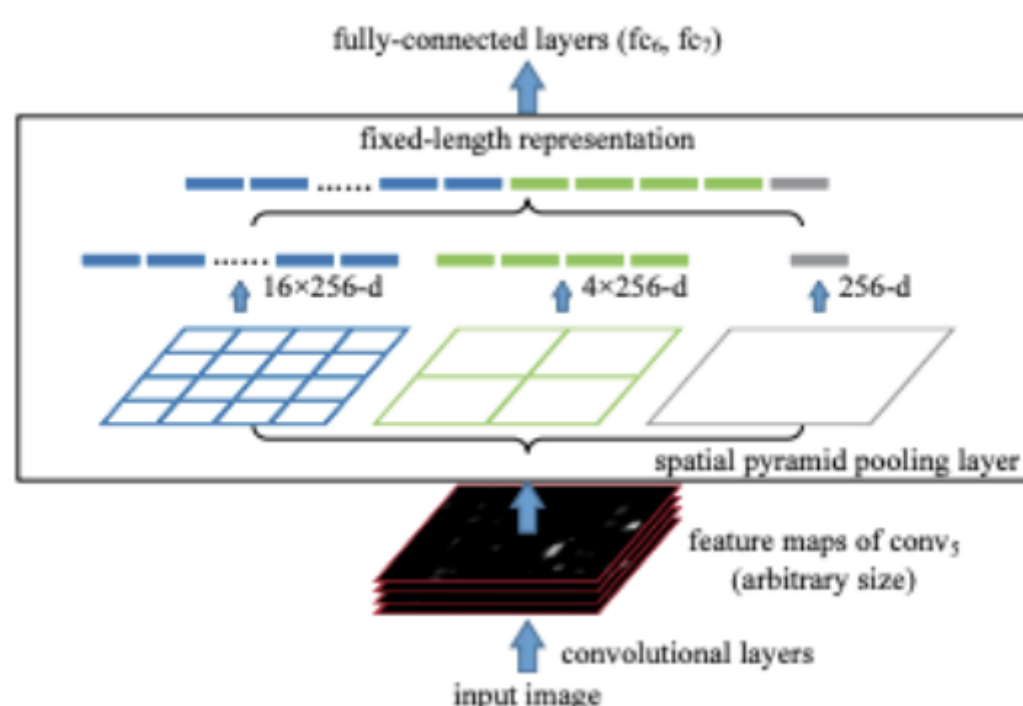 fully-connected layers (fc₆, fc₇)
fixed-length representation
......
......
16×256-d
4×256-d
256-d
spatial pyramid pooling layer
feature maps of conv₅
(arbitrary size)
convolutional layers
input image